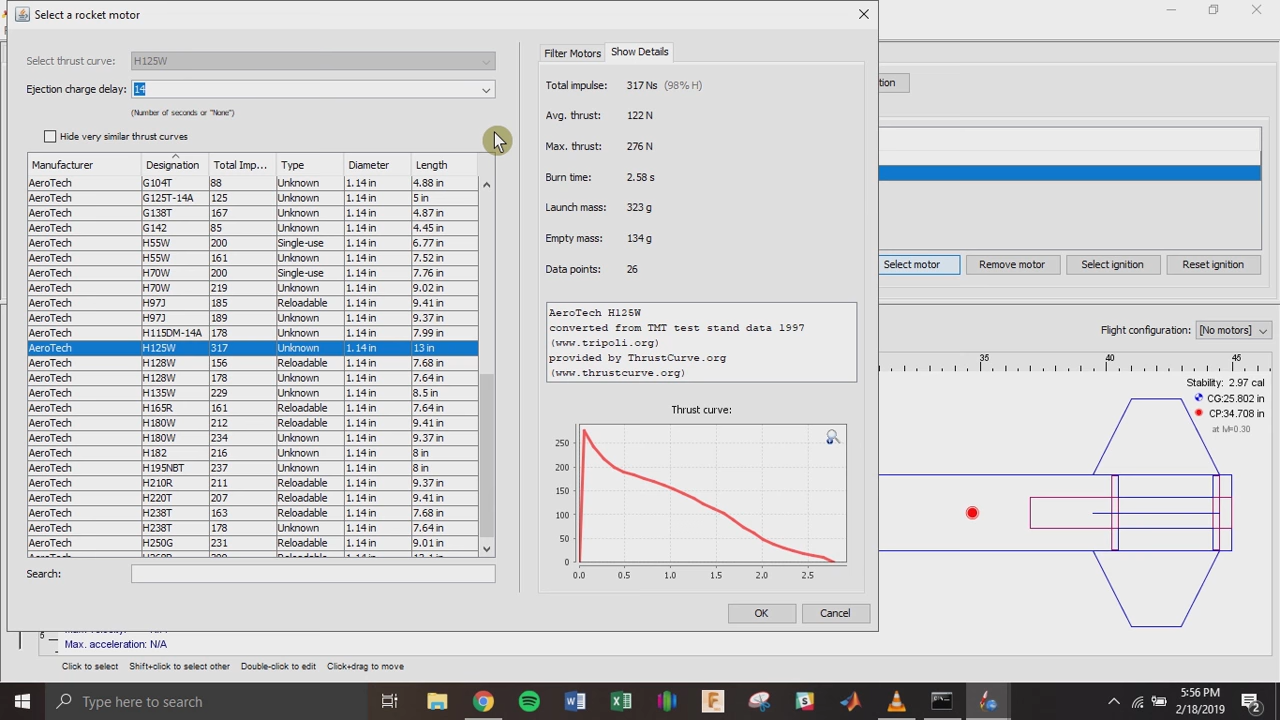 Select a rocket motor
Select thrust curve: H125W
Ejection charge delay: 14
(Number of seconds or "None")
Hide very similar thrust curves
Manufacturer Designation Total Imp... Type Diameter Length
AeroTech G104T 88 Unknown 1.14 in 4.88 in
AeroTech G125T-14A 125 Unknown 1.14 in 5 in
AeroTech G138T 167 Unknown 1.14 in 4.87 in
AeroTech G142 85 Unknown 1.14 in 4.45 in
AeroTech H55W 200 Single-use 1.14 in 6.77 in
AeroTech H55W 161 Unknown 1.14 in 7.52 in
AeroTech H70W 200 Single-use 1.14 in 7.76 in
AeroTech H70W 219 Unknown 1.14 in 9.02 in
AeroTech H97J 185 Reloadable 1.14 in 9.41 in
AeroTech H97J 189 Reloadable 1.14 in 9.37 in
AeroTech H115DM-14A 178 Unknown 1.14 in 7.99 in
AeroTech H125W 317 Unknown 1.14 in 13 in
AeroTech H128W 156 Reloadable 1.14 in 7.68 in
AeroTech H128W 178 Unknown 1.14 in 7.64 in
AeroTech H135W 229 Unknown 1.14 in 8.5 in
AeroTech H165R 161 Reloadable 1.14 in 7.64 in
AeroTech H180W 212 Reloadable 1.14 in 9.41 in
AeroTech H180W 234 Unknown 1.14 in 9.37 in
AeroTech H182 216 Unknown 1.14 in 8 in
AeroTech H195NBT 237 Unknown 1.14 in 8 in
AeroTech H210R 211 Reloadable 1.14 in 9.37 in
AeroTech H220T 207 Reloadable 1.14 in 9.41 in
AeroTech H238T 163 Reloadable 1.14 in 7.68 in
AeroTech H238T 178 Unknown 1.14 in 7.64 in
AeroTech H250G 231 Reloadable 1.14 in 9.01 in
Search:
Filter Motors Show Details
Total impulse: 317 Ns (98% H)
Avg. thrust: 122 N
Max. thrust: 276 N
Burn time: 2.58 s
Launch mass: 323 g
Empty mass: 134 g
Data points: 26
AeroTech H125W
converted from TMT test stand data 1997
(www.tripoli.org)
provided by ThrustCurve.org
(www.thrustcurve.org)
Thrust curve:
250
200
150
100
50
0
0.0 0.5 1.0 1.5 2.0 2.5
OK Cancel
Select motor Remove motor Select ignition Reset ignition
Flight configuration: [No motors]
35 40 45
Stability: 2.97 cal
CG:25.802 in
CP:34.708 in
at M=0.30
5
Max. acceleration: N/A
Click to select Shift+click to select other Double-click to edit Click+drag to move
Type here to search
5:56 PM
2/18/2019
2